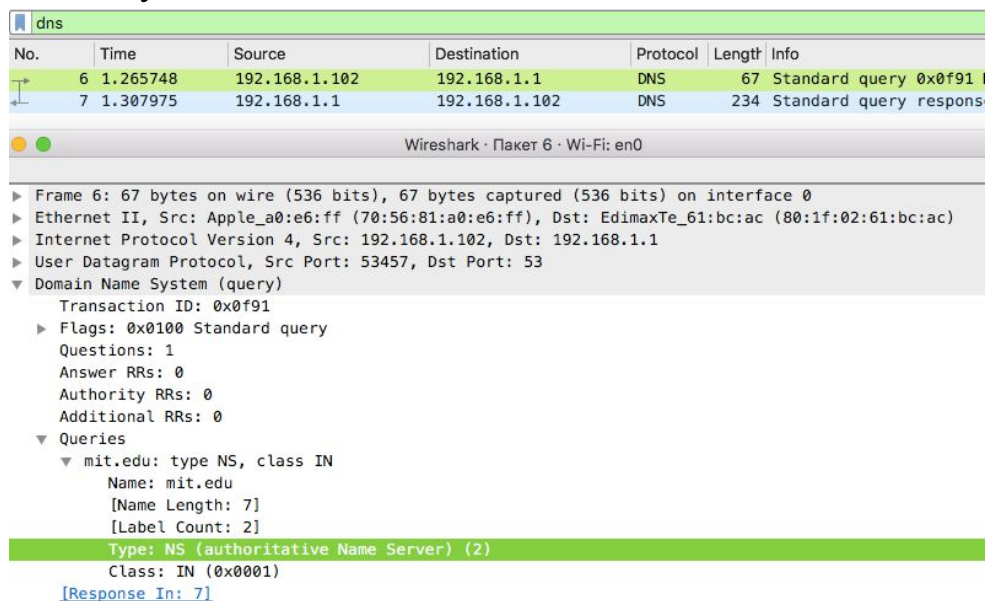 dns
No. Time Source Destination Protocol Length Info
6 1.265748 192.168.1.102 192.168.1.1 DNS 67 Standard query 0x0f91
7 1.307975 192.168.1.1 192.168.1.102 DNS 234 Standard query
Wireshark · Пакет 6 · Wi-Fi: en0
Frame 6: 67 bytes on wire (536 bits), 67 bytes captured (536 bits) on interface 0
Ethernet II, Src: Apple_a0:e6:ff (70:56:81:a0:e6:ff), Dst: EdimaxTe_61:bc:ac (80:1f:02:61:bc:ac)
Internet Protocol Version 4, Src: 192.168.1.102, Dst: 192.168.1.1
User Datagram Protocol, Src Port: 53457, Dst Port: 53
Domain Name System (query)
Transaction ID: 0x0f91
Flags: 0x0100 Standard query
Questions: 1
Answer RRs: 0
Authority RRs: 0
Additional RRs: 0
Queries
mit.edu: type NS, class IN
Name: mit.edu
[Name Length: 7]
[Label Count: 2]
Type: NS (authoritative Name Server) (2)
Class: IN (0x0001)
[Response In: 7]